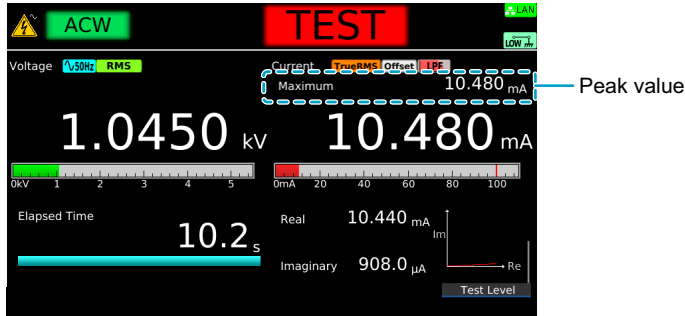 ACW TEST LAN
LOW
Voltage 50Hz RMS Current TrueRMS Offset LPF
Maximum 10.480 mA Peak value
1.0450 kV 10.480 mA
0kV 1 2 3 4 5 0mA 20 40 60 80 100
Elapsed Time Real 10.440 mA Im
10.2 s
Imaginary 908.0 µA Re
Test Level